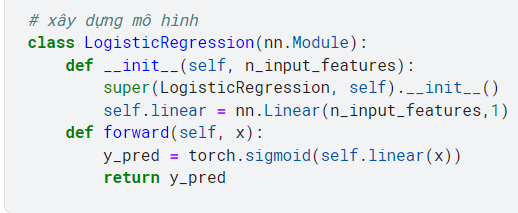 # xây dựng mô hình
class LogisticRegression(nn.Module):
    def __init__(self, n_input_features):
        super(LogisticRegression, self).__init__()
        self.linear = nn.Linear(n_input_features,1)
    def forward(self, x):
        y_pred = torch.sigmoid(self.linear(x))
        return y_pred